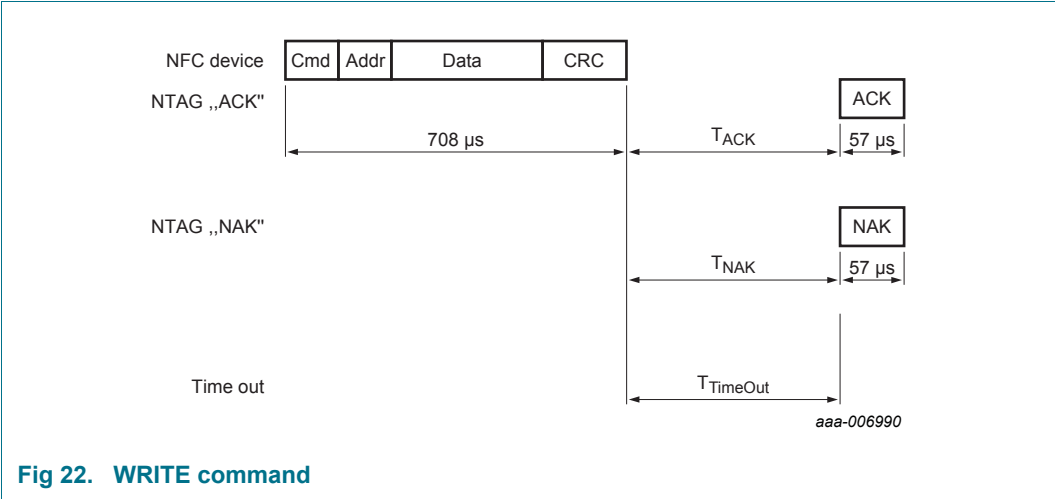 NFC device Cmd Addr Data CRC
NTAG ,,ACK" ACK
708 µs TACK 57 µs
NTAG ,,NAK" NAK
TNAK 57 µs
Time out TTimeOut
aaa-006990
Fig 22. WRITE command